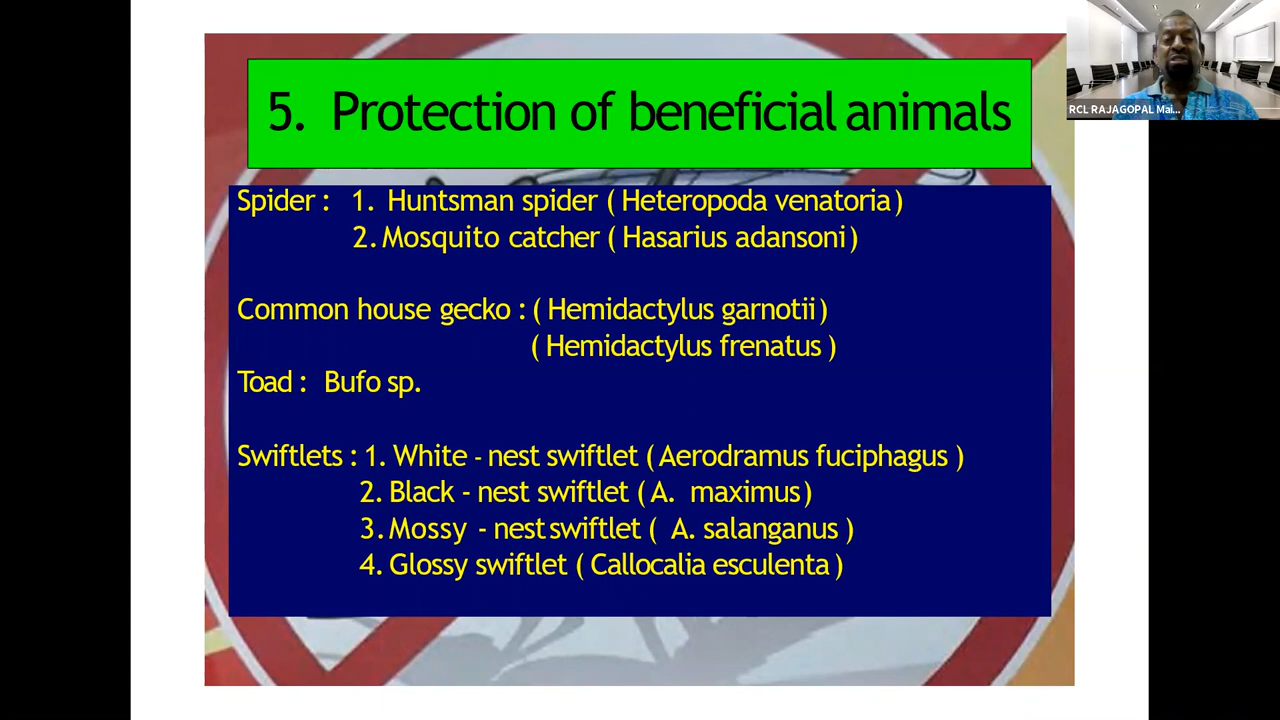 5. Protection of beneficial animals
RCL RAJAGOPAL Mai...
Spider : 1. Huntsman spider ( Heteropoda venatoria )
2. Mosquito catcher ( Hasarius adansoni )
Common house gecko : ( Hemidactylus garnotii )
( Hemidactylus frenatus )
Toad : Bufo sp.
Swiftlets : 1. White - nest swiftlet ( Aerodramus fuciphagus )
2. Black - nest swiftlet ( A. maximus )
3. Mossy - nest swiftlet ( A. salanganus )
4. Glossy swiftlet ( Callocalia esculenta )